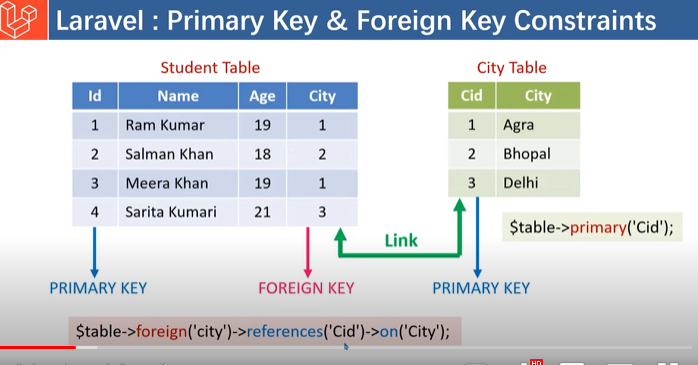 Laravel : Primary Key & Foreign Key Constraints
Student Table
Id Name Age City
1 Ram Kumar 19 1
2 Salman Khan 18 2
3 Meera Khan 19 1
4 Sarita Kumari 21 3
City Table
Cid City
1 Agra
2 Bhopal
3 Delhi
$table->primary('Cid');
Link
PRIMARY KEY
FOREIGN KEY
PRIMARY KEY
$table->foreign('city')->references('Cid')->on('City');
HD